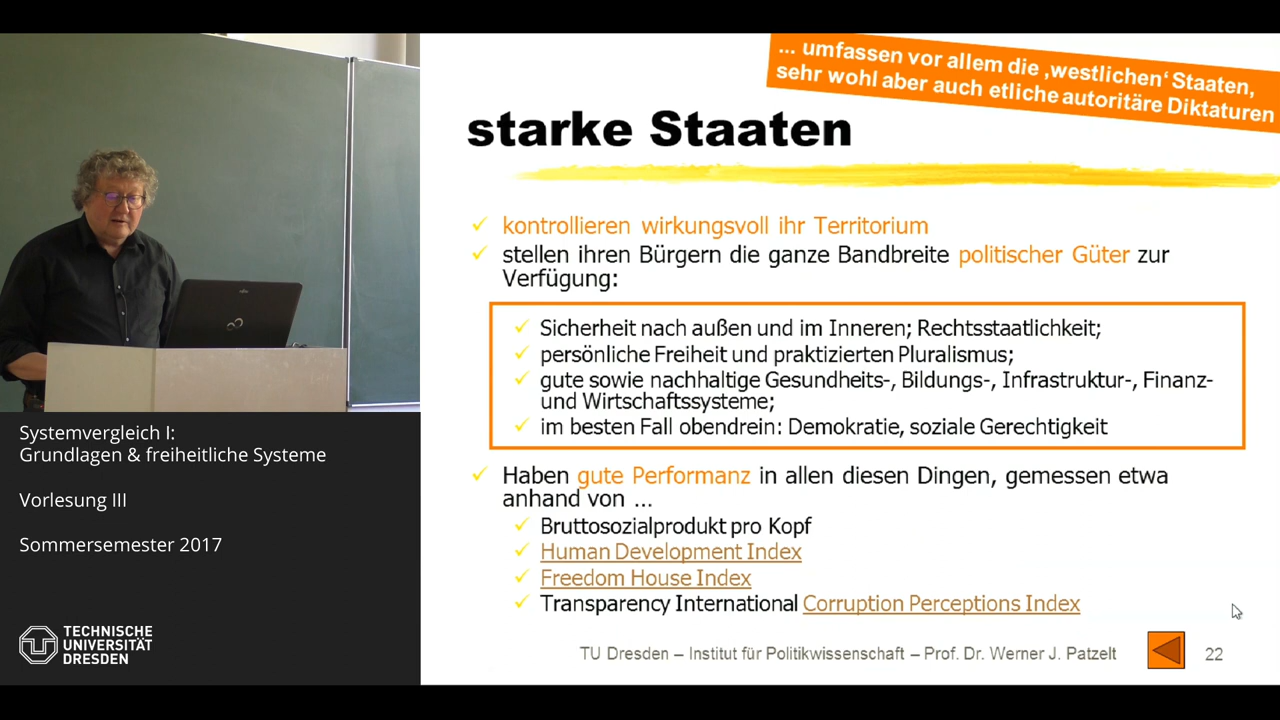 ... umfassen vor allem die ‚westlichen‘ Staaten,
sehr wohl aber auch etliche autoritäre Diktaturen
starke Staaten
kontrollieren wirkungsvoll ihr Territorium
stellen ihren Bürgern die ganze Bandbreite politischer Güter zur
Verfügung:
Sicherheit nach außen und im Inneren; Rechtsstaatlichkeit;
persönliche Freiheit und praktizierten Pluralismus;
gute sowie nachhaltige Gesundheits-, Bildungs-, Infrastruktur-, Finanz-
und Wirtschaftssysteme;
im besten Fall obendrein: Demokratie, soziale Gerechtigkeit
Haben gute Performanz in allen diesen Dingen, gemessen etwa
anhand von ...
Bruttosozialprodukt pro Kopf
Human Development Index
Freedom House Index
Transparency International Corruption Perceptions Index
TU Dresden – Institut für Politikwissenschaft – Prof. Dr. Werner J. Patzelt
22
Systemvergleich I:
Grundlagen & freiheitliche Systeme
Vorlesung III
Sommersemester 2017
TECHNISCHE
UNIVERSITÄT
DRESDEN